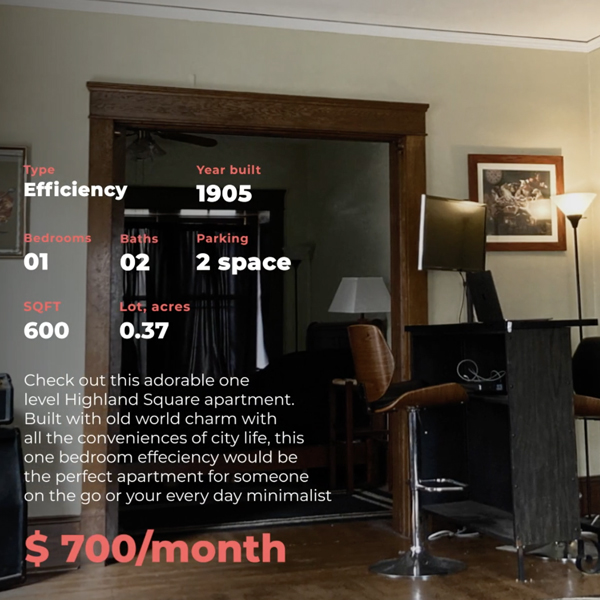 Type
Efficiency
Year built
1905
Bedrooms
01
Baths
02
Parking
2 space
SQFT
600
Lot, acres
0.37
Check out this adorable one
level Highland Square apartment.
Built with old world charm with
all the conveniences of city life, this
one bedroom effeciency would be
the perfect apartment for someone
on the go or your every day minimalist
$ 700/month